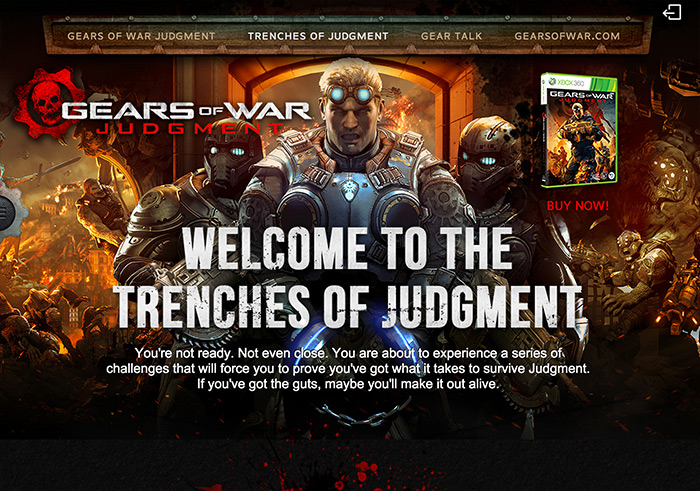 GEARS OF WAR JUDGMENT
TRENCHES OF JUDGMENT
GEAR TALK
GEARSOFWAR.COM
GEARS OF WAR
JUDGMENT
XBOX 360
GEARS OF WAR
JUDGMENT
BUY NOW!
WELCOME TO THE
TRENCHES OF JUDGMENT
You're not ready. Not even close. You are about to experience a series of
challenges that will force you to prove you've got what it takes to survive Judgment.
If you've got the guts, maybe you'll make it out alive.